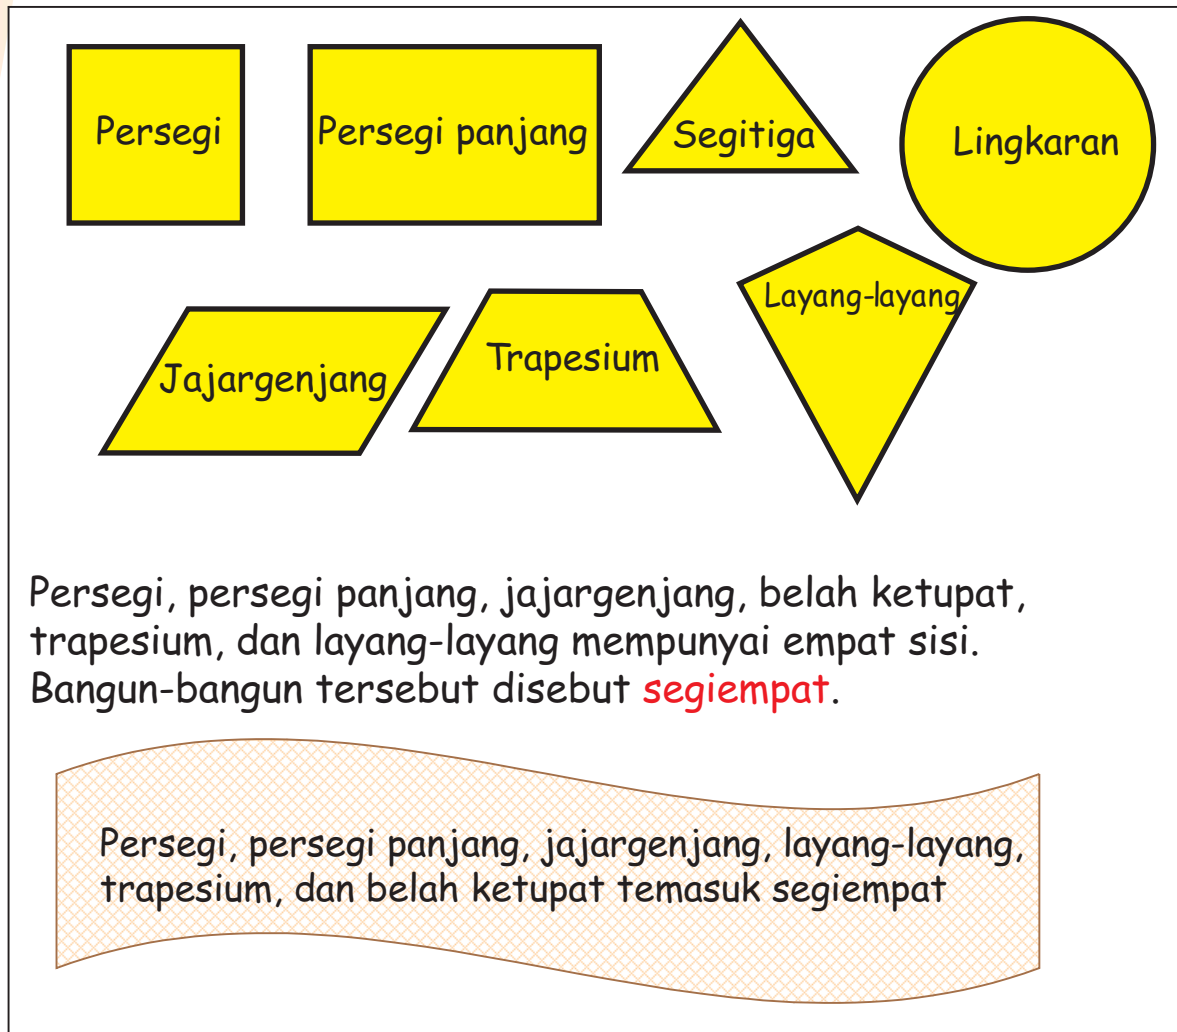 Persegi
Persegi panjang
Segitiga
Lingkaran
Layang-layang
Jajargenjang
Trapesium
Persegi, persegi panjang, jajargenjang, belah ketupat,
trapesium, dan layang-layang mempunyai empat sisi.
Bangun-bangun tersebut disebut segiempat.
Persegi, persegi panjang, jajargenjang, layang-layang,
trapesium, dan belah ketupat temasuk segiempat